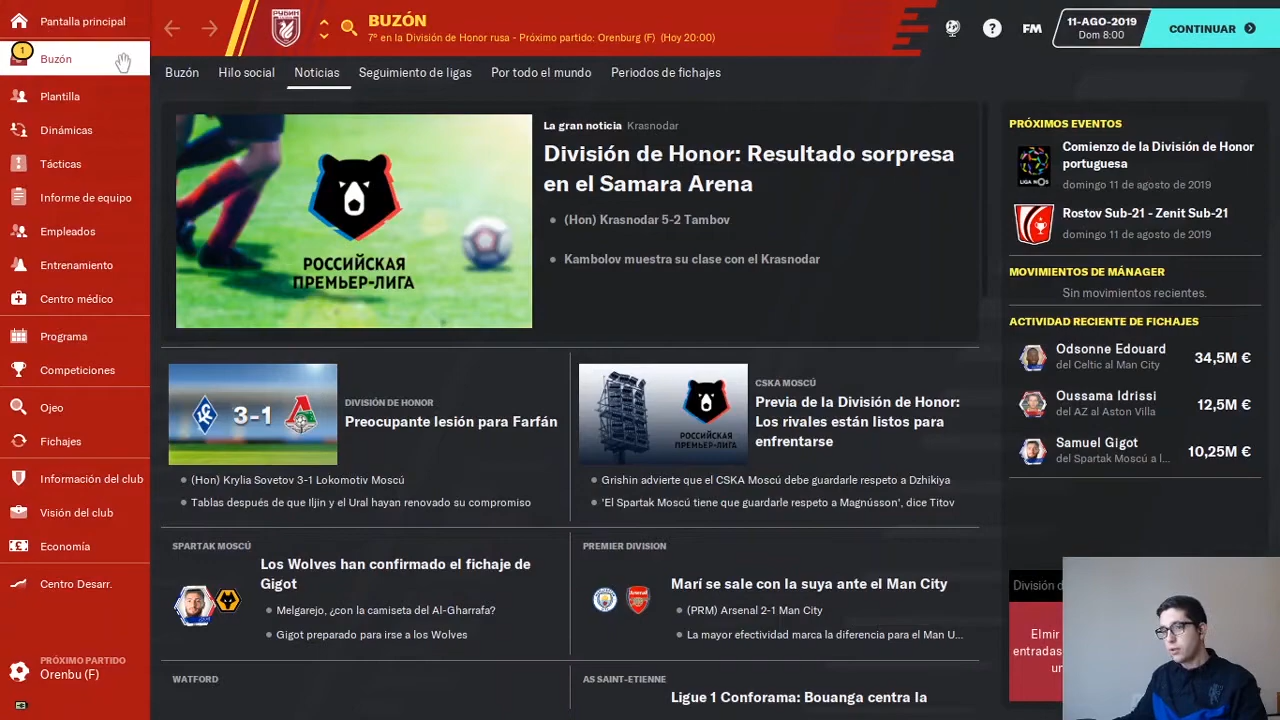 Pantalla principal
1
Buzón
Plantilla
Dinámicas
Tácticas
Informe de equipo
Empleados
Entrenamiento
Centro médico
Programa
Competiciones
Ojeo
Fichajes
Información del club
Visión del club
Economía
Centro Desarr.
PRÓXIMO PARTIDO
Orenbu (F)
РУБИН
BUZÓN
7º en la División de Honor rusa - Próximo partido: Orenburg (F) (Hoy 20:00)
?
FM
11-AGO-2019
Dom 8:00
CONTINUAR
Buzón Hilo social Noticias Seguimiento de ligas Por todo el mundo Periodos de fichajes
РОССИЙСКАЯ
ПРЕМЬЕР-ЛИГА
La gran noticia Krasnodar
División de Honor: Resultado sorpresa
en el Samara Arena
(Hon) Krasnodar 5-2 Tambov
Kambolov muestra su clase con el Krasnodar
3-1
DIVISIÓN DE HONOR
Preocupante lesión para Farfán
(Hon) Krylia Sovetov 3-1 Lokomotiv Moscú
Tablas después de que Iljin y el Ural hayan renovado su compromiso
РОССИЙСКАЯ
ПРЕМЬЕР-ЛИГА
CSKA MOSCÚ
Previa de la División de Honor:
Los rivales están listos para
enfrentarse
Grishin advierte que el CSKA Moscú debe guardarle respeto a Dzhikiya
'El Spartak Moscú tiene que guardarle respeto a Magnússon', dice Titov
SPARTAK MOSCÚ
Los Wolves han confirmado el fichaje de
Gigot
Melgarejo, ¿con la camiseta del Al-Gharrafa?
Gigot preparado para irse a los Wolves
PREMIER DIVISION
Marí se sale con la suya ante el Man City
(PRM) Arsenal 2-1 Man City
La mayor efectividad marca la diferencia para el Man U...
WATFORD
AS SAINT-ETIENNE
Ligue 1 Conforama: Bouanga centra la
PRÓXIMOS EVENTOS
LIGA NOS
Comienzo de la División de Honor
portuguesa
domingo 11 de agosto de 2019
Rostov Sub-21 - Zenit Sub-21
domingo 11 de agosto de 2019
MOVIMIENTOS DE MÁNAGER
Sin movimientos recientes.
ACTIVIDAD RECIENTE DE FICHAJES
Odsonne Edouard
del Celtic al Man City
34,5M €
Oussama Idrissi
del AZ al Aston Villa
12,5M €
Samuel Gigot
del Spartak Moscú a l...
10,25M €
División d
Elmir
entradas
un